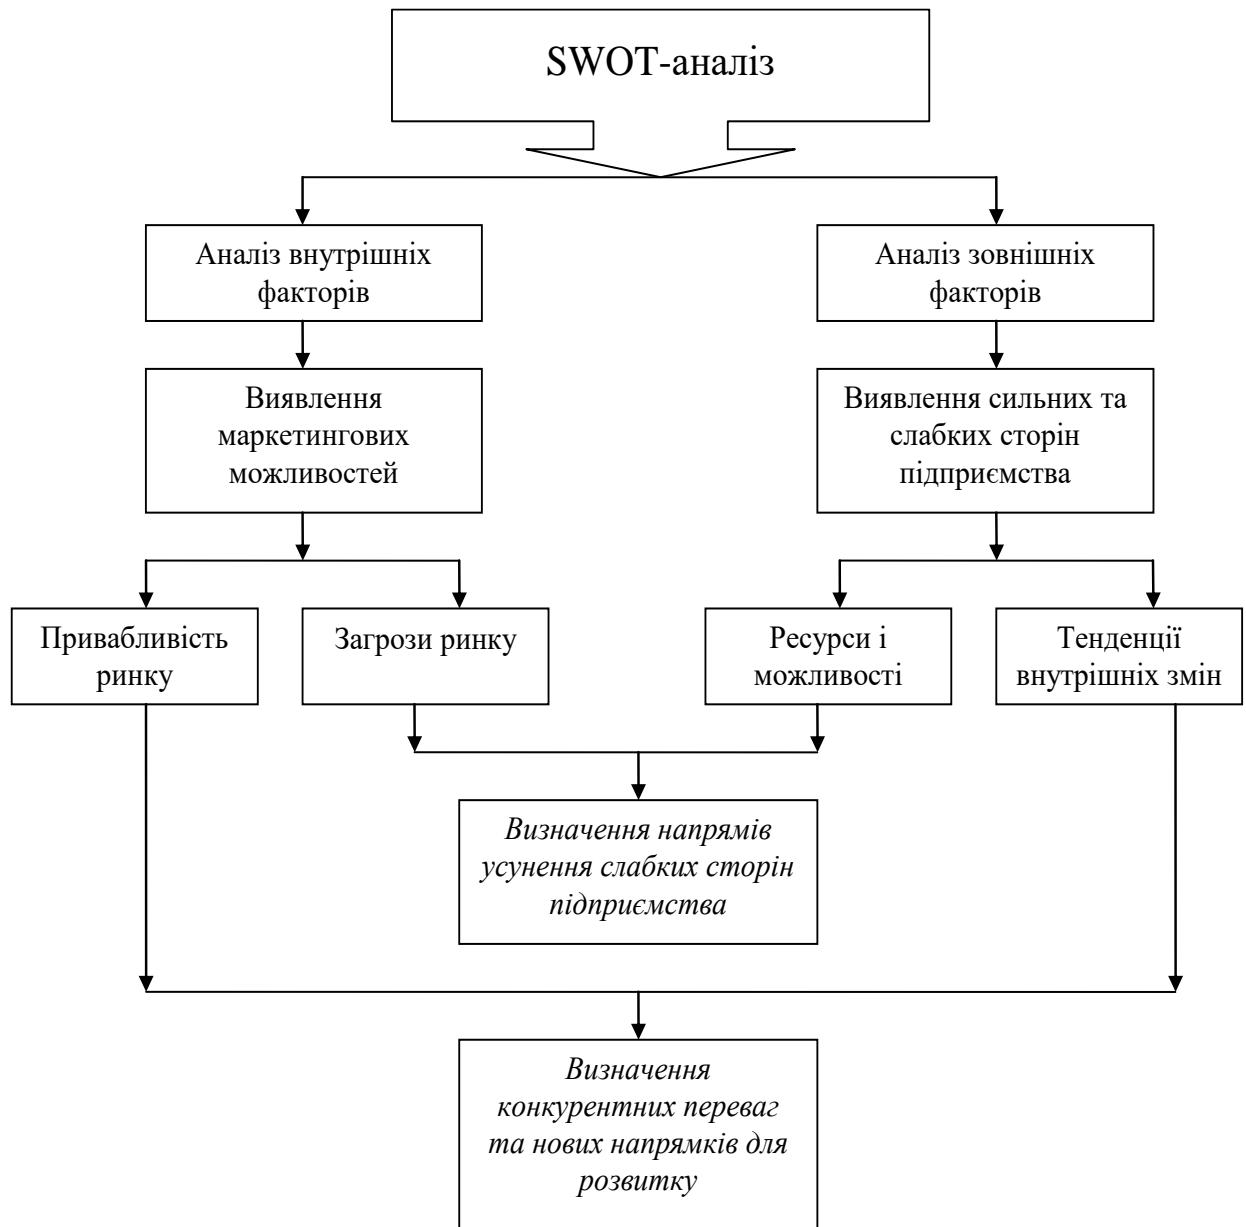 SWOT-аналіз
Аналіз внутрішніх
факторів
Аналіз зовнішніх
факторів
Виявлення
маркетингових
можливостей
Виявлення сильних та
слабких сторін
підприємства
Привабливість
ринку
Загрози ринку
Ресурси і
можливості
Тенденції
внутрішніх змін
Визначення напрямів
усунення слабких сторін
підприємства
Визначення
конкурентних переваг
та нових напрямків для
розвитку